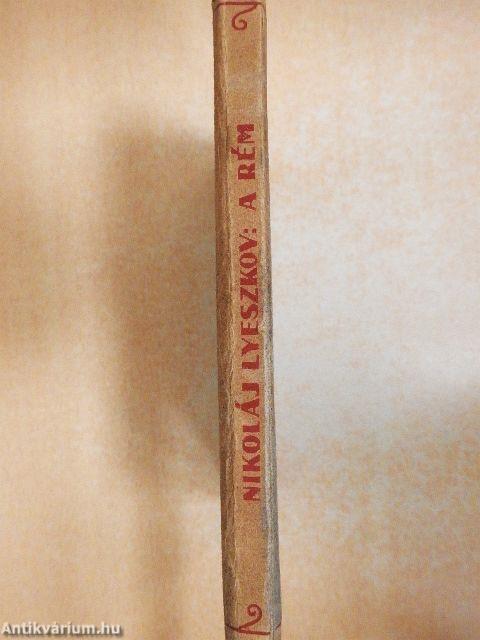 NIKOLÁJ LYESZKOV: A RÉM
Antikvárium.hu